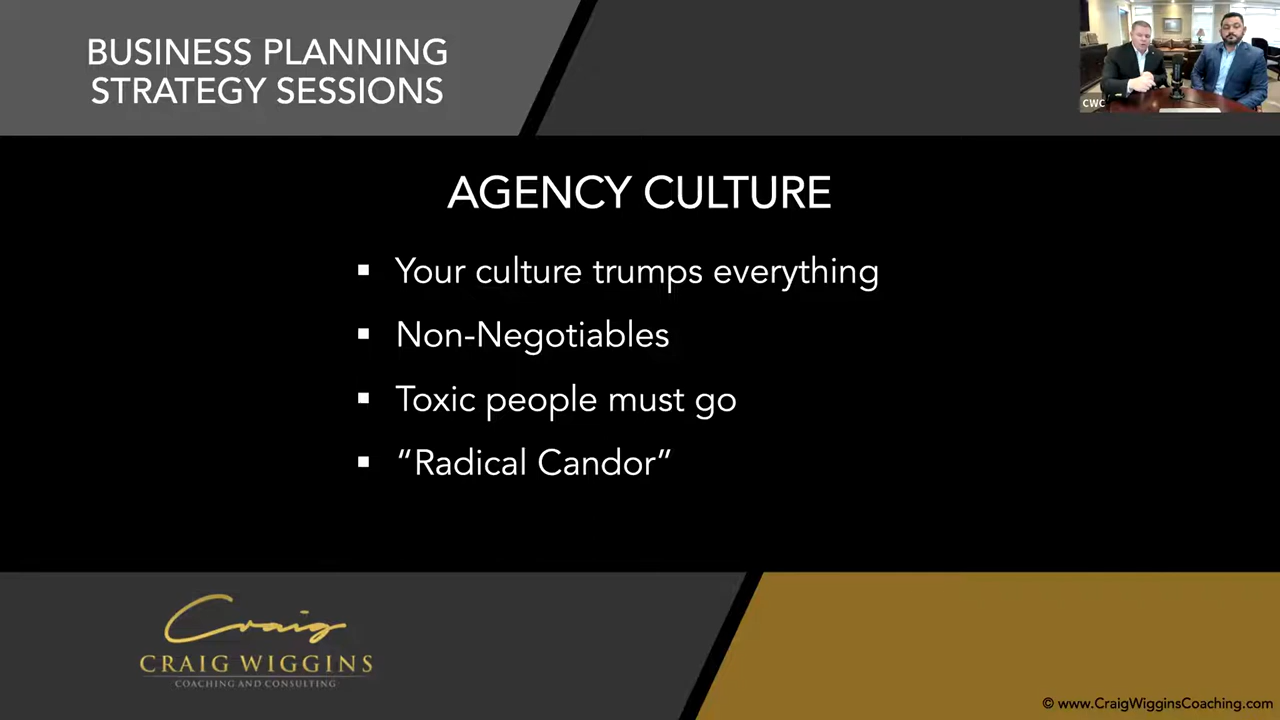 BUSINESS PLANNING
STRATEGY SESSIONS
CWC
AGENCY CULTURE
▪ Your culture trumps everything
▪ Non-Negotiables
▪ Toxic people must go
▪ “Radical Candor”
Craig
CRAIG WIGGINS
COACHING AND CONSULTING
© www.CraigWigginsCoaching.com